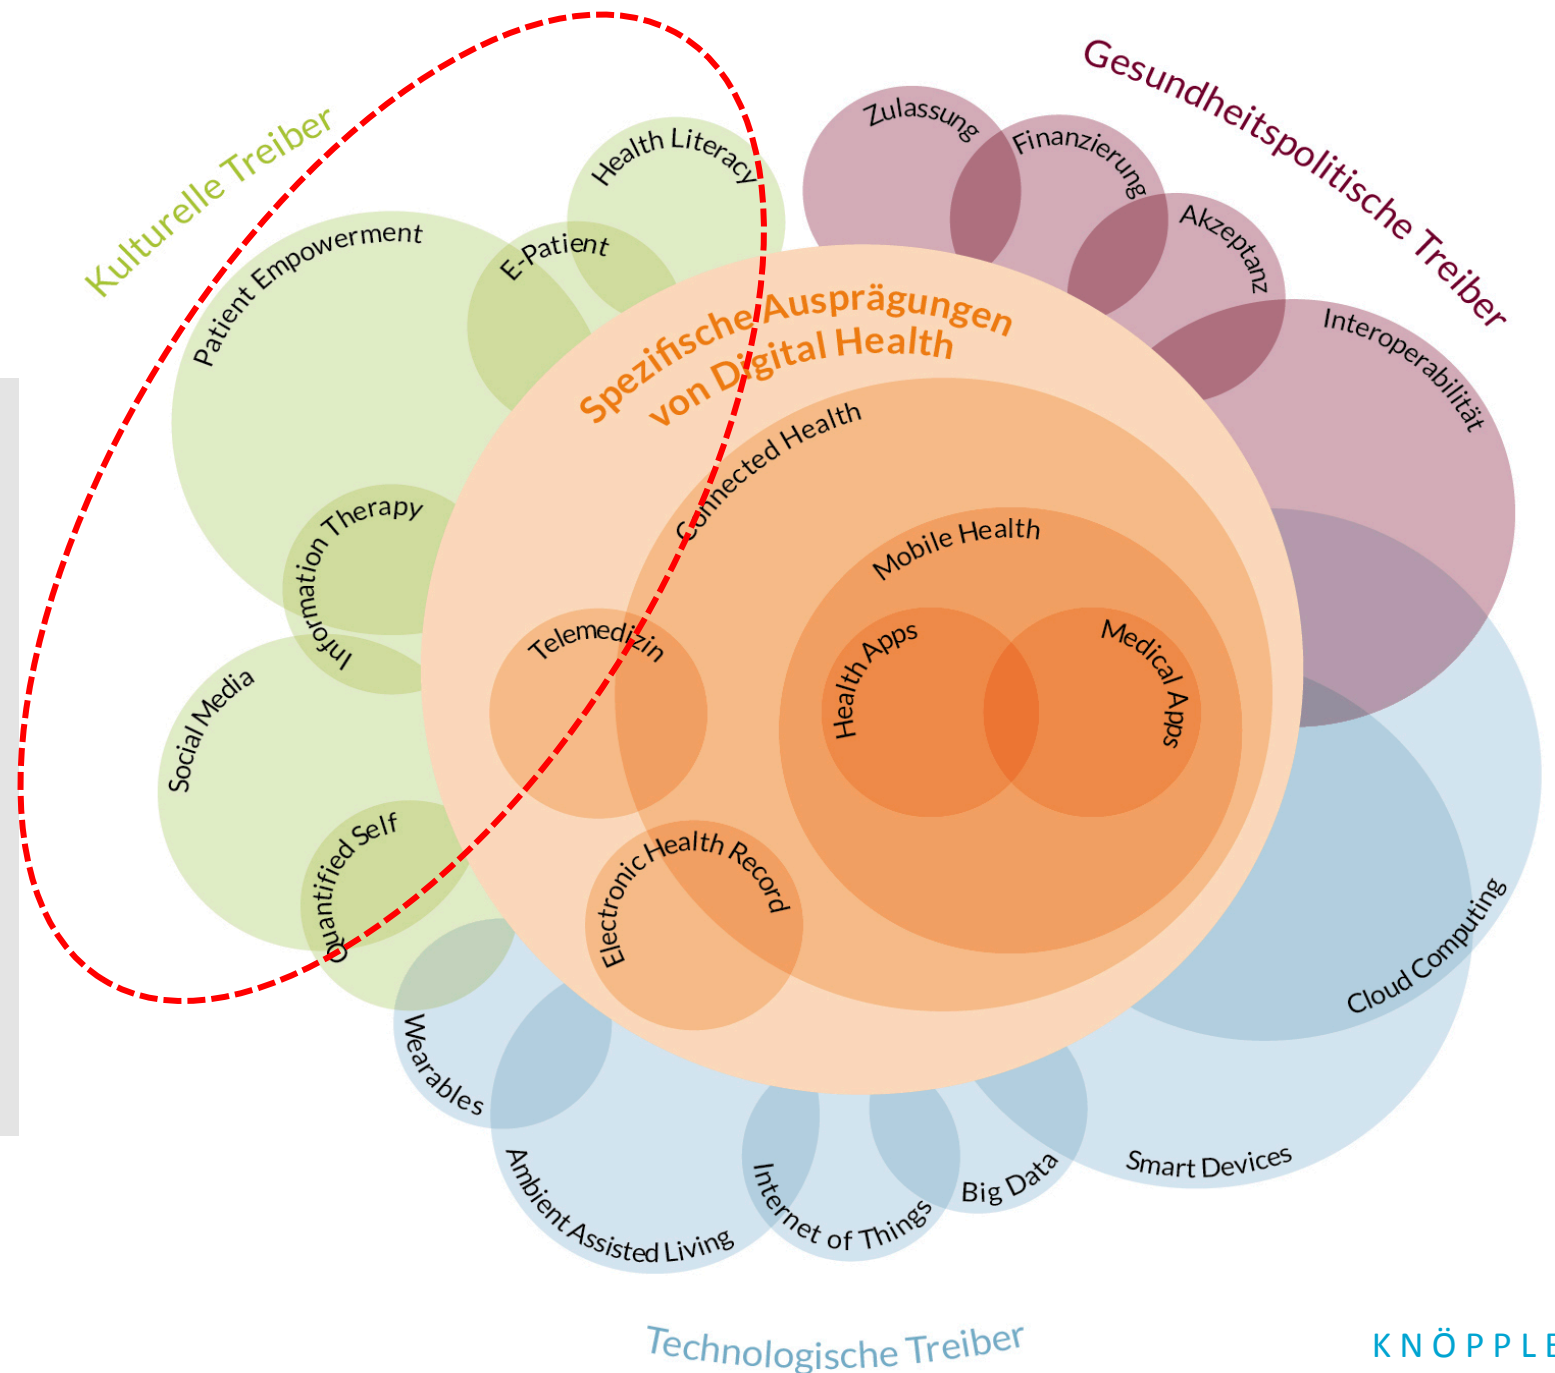 Kulturelle Treiber
Gesundheitspolitische Treiber
Health Literacy
E-Patient
Patient Empowerment
Information Therapy
Social Media
Quantified Self
Zulassung
Finanzierung
Akzeptanz
Interoperabilität
Spezifische Ausprägungen
von Digital Health
Connected Health
Mobile Health
Telemedizin
Health Apps
Medical Apps
Electronic Health Record
Wearables
Ambient Assisted Living
Internet of Things
Big Data
Smart Devices
Cloud Computing
Technologische Treiber
KNÖPPLE